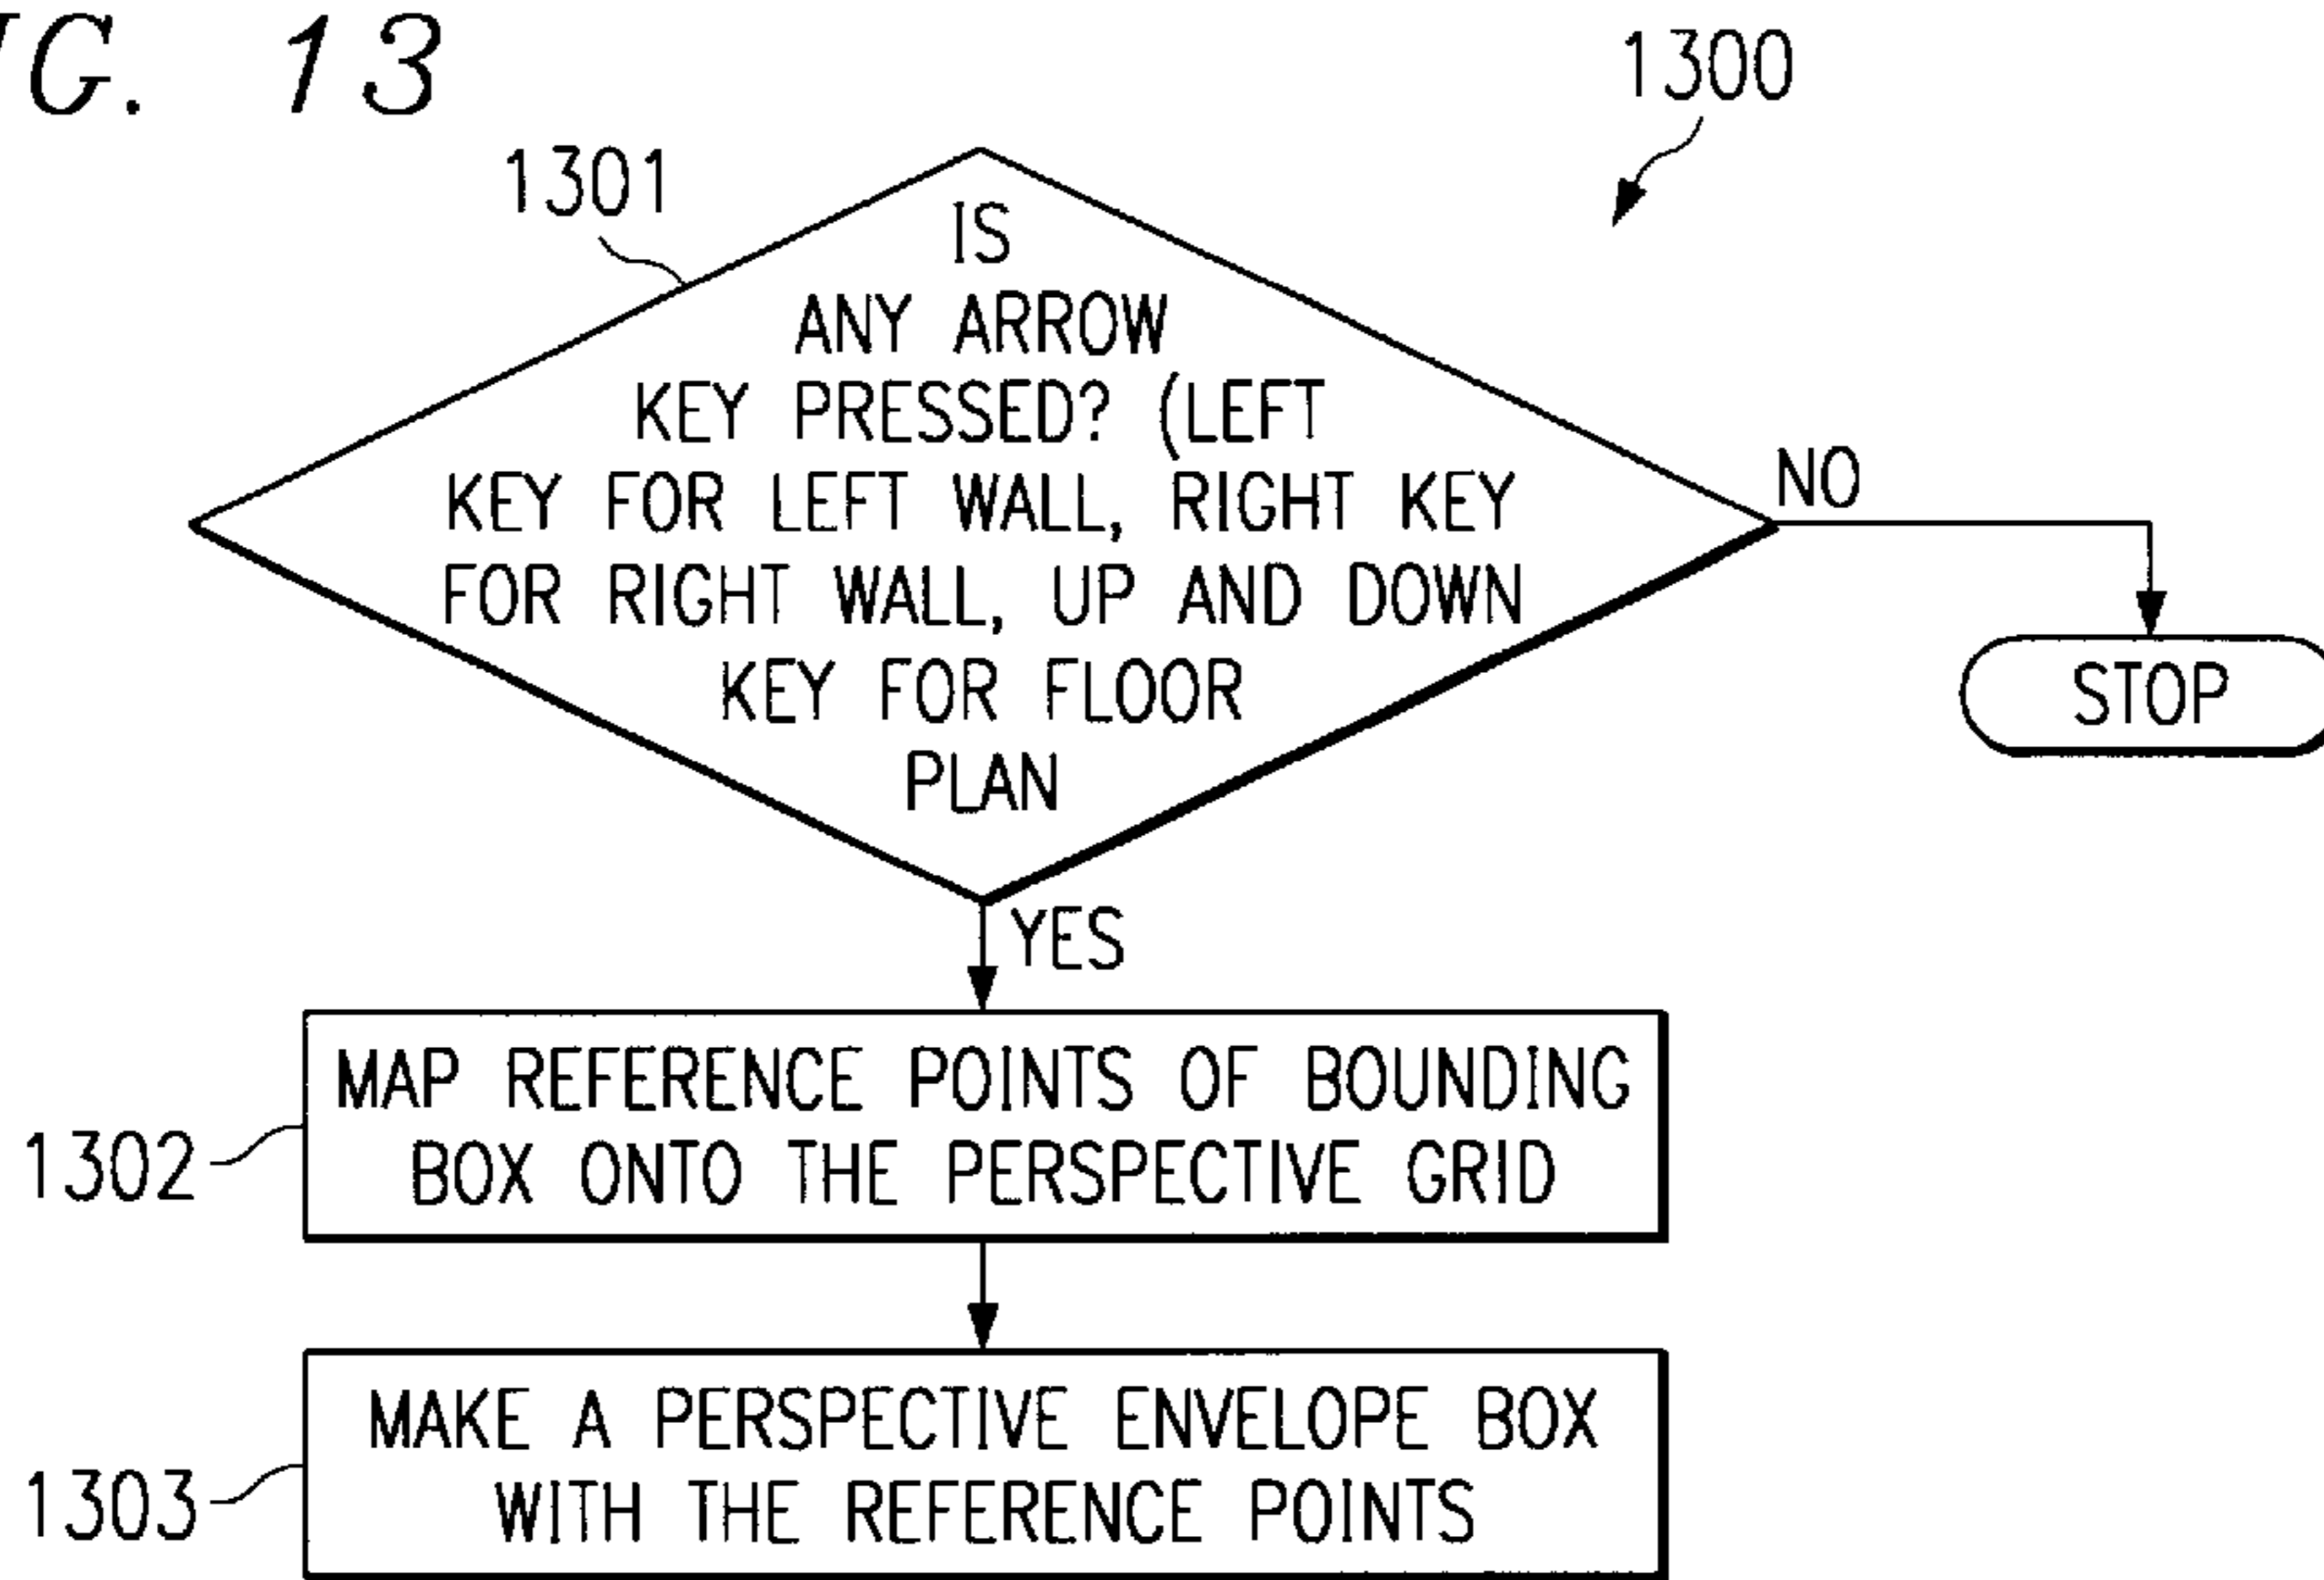 G. 13
1300
1301
IS
ANY ARROW
KEY PRESSED? (LEFT
KEY FOR LEFT WALL, RIGHT KEY
FOR RIGHT WALL, UP AND DOWN
KEY FOR FLOOR
PLAN
NO
STOP
YES
1302
MAP REFERENCE POINTS OF BOUNDING
BOX ONTO THE PERSPECTIVE GRID
1303
MAKE A PERSPECTIVE ENVELOPE BOX
WITH THE REFERENCE POINTS